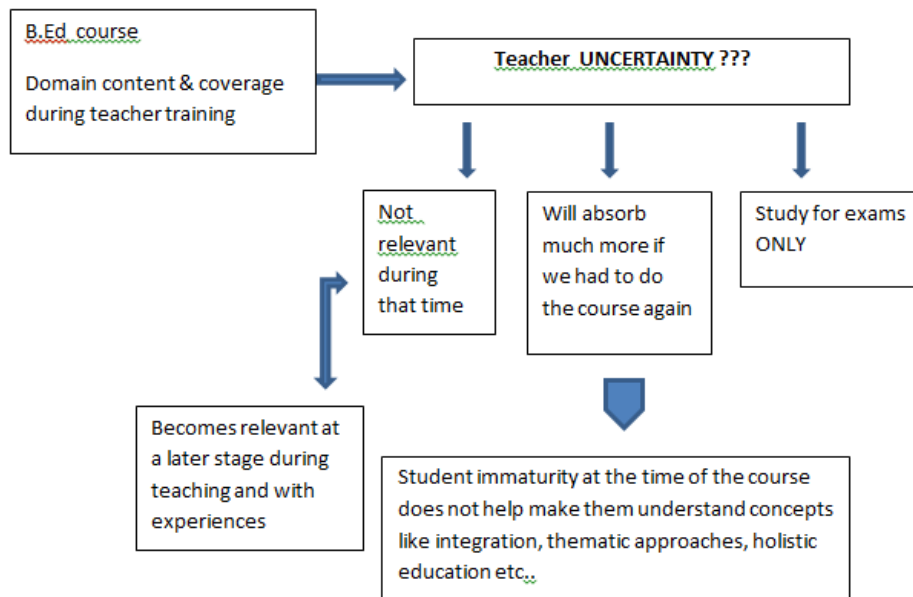 B.Ed course
Domain content & coverage
during teacher training
Teacher UNCERTAINTY ???
Not
relevant
during
that time
Will absorb
much more if
we had to do
the course again
Study for exams
ONLY
Becomes relevant at
a later stage during
teaching and with
experiences
Student immaturity at the time of the course
does not help make them understand concepts
like integration, thematic approaches, holistic
education etc..